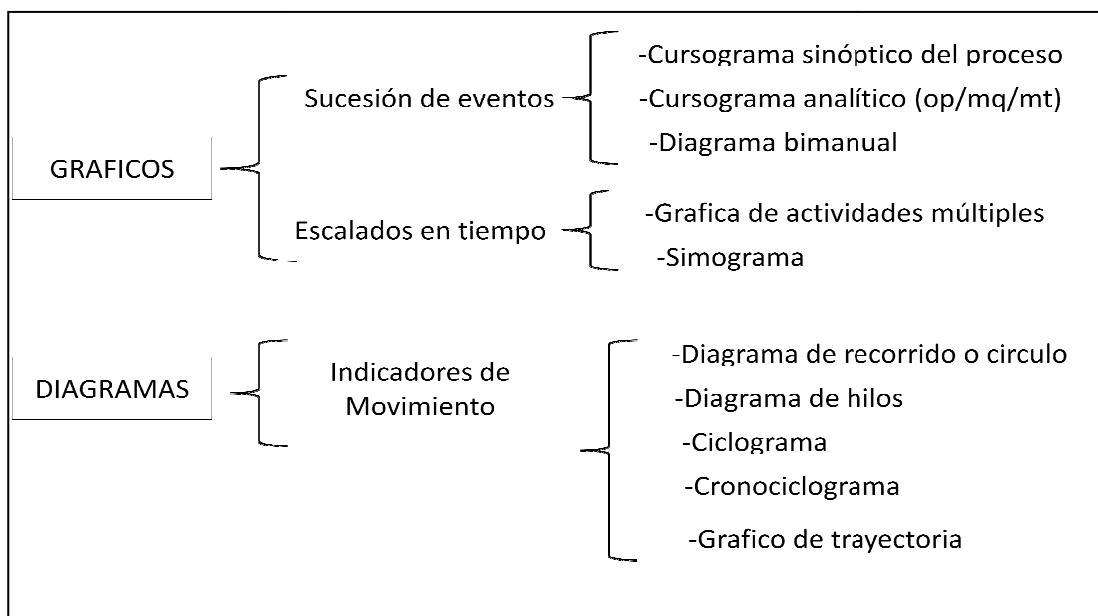 GRAFICOS
Sucesión de eventos
-Cursograma sinóptico del proceso
-Cursograma analítico (op/mq/mt)
-Diagrama bimanual
Escalados en tiempo
-Grafica de actividades múltiples
-Simograma
DIAGRAMAS
Indicadores de
Movimiento
-Diagrama de recorrido o circulo
-Diagrama de hilos
-Ciclograma
-Cronociclograma
-Grafico de trayectoria